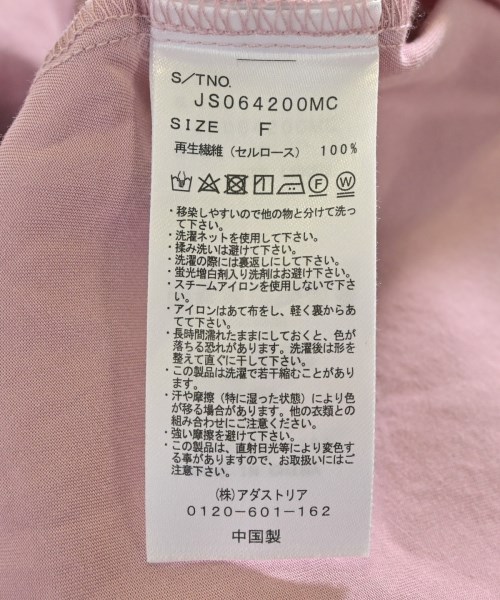 S/TNO.
JS064200MC
SIZE F
再生繊維 (セルロース) 100%
F W
・移染しやすいので他の物と分けて洗っ
て下さい。
・洗濯ネットを使用して下さい。
・揉み洗いは避けて下さい。
・洗濯の際には裏返しにして下さい。
・蛍光増白剤入り洗剤はお避け下さい。
・スチームアイロンを使用しないで下さ
い。
・アイロンはあて布をし、軽く裏からあ
てて下さい。
・長時間濡れたままにしておくと、色が
落ちる恐れがあります。洗濯後は形を
整えて直ぐに干して下さい。
・この製品は洗濯で若干縮むことがあり
ます。
・汗や摩擦（特に湿った状態）により色
が移る場合があります。他の衣類との
組み合わせにご注意ください。
・強い摩擦を避けて下さい。
・この製品は、直射日光等により変色す
る事がありますので、お取扱いにはご
注意下さい。
(株) アダストリア
0120-601-162
中国製